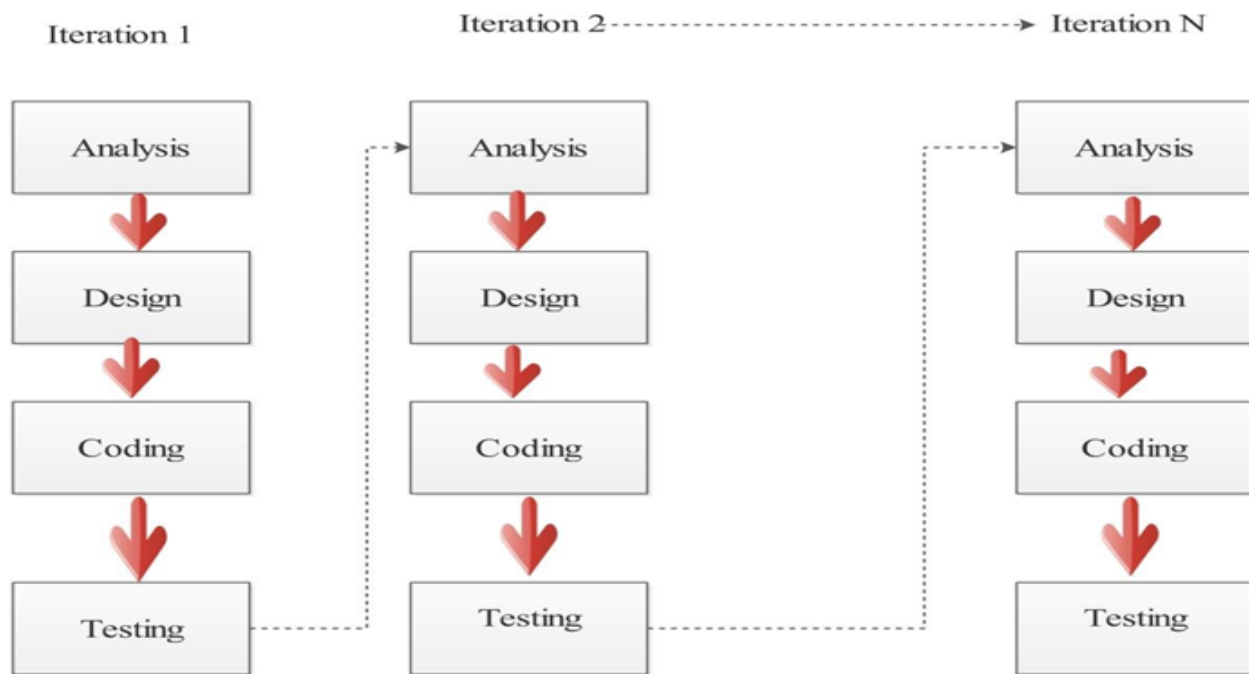 Iteration 1
Iteration 2
Iteration N
Analysis
Analysis
Analysis
Design
Design
Design
Coding
Coding
Coding
Testing
Testing
Testing